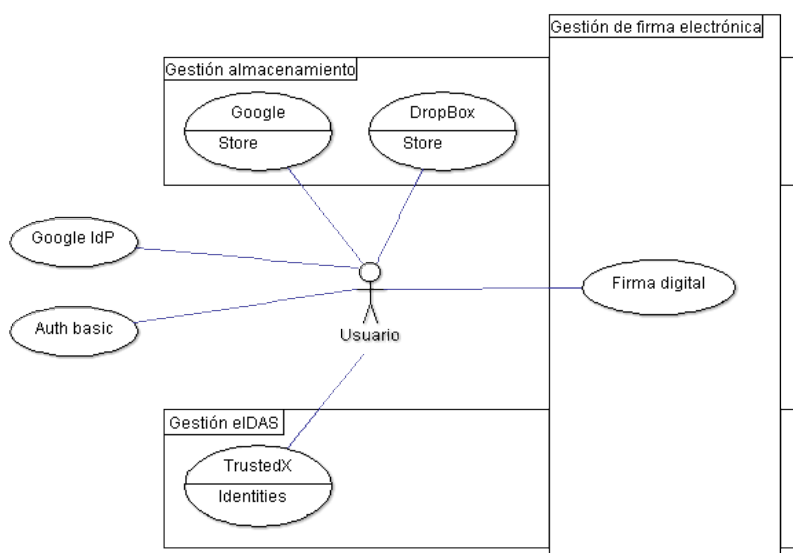 Gestión de firma electrónica
Gestión almacenamiento
Google
Store
DropBox
Store
Google IdP
Auth basic
Usuario
Firma digital
Gestión eIDAS
TrustedX
Identities